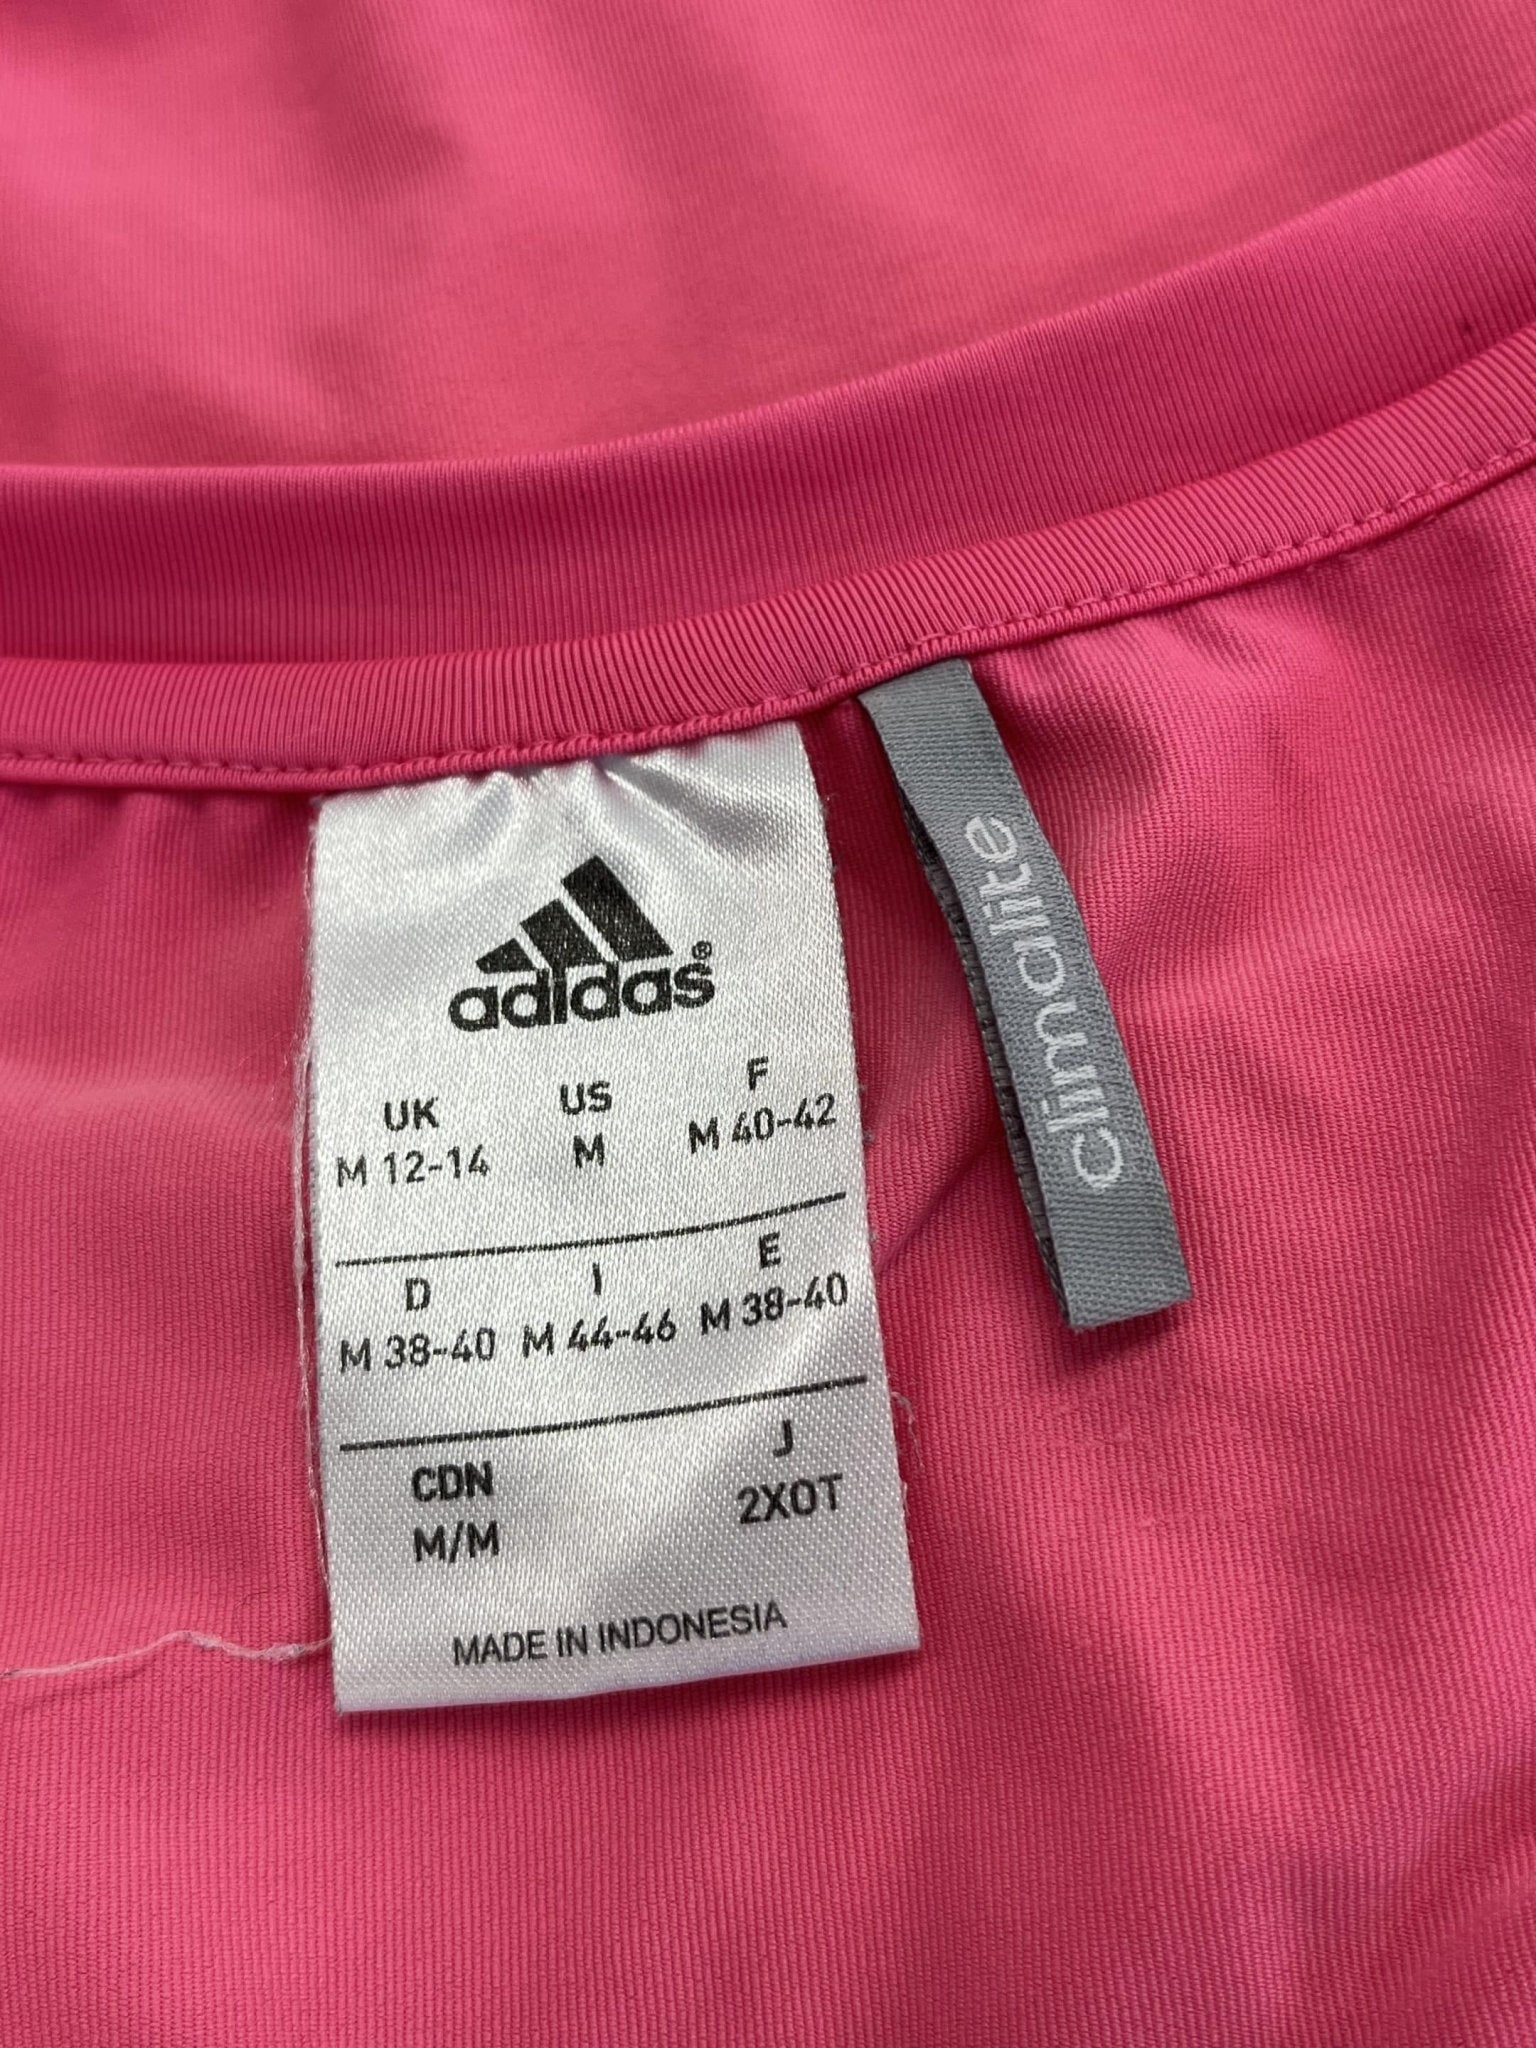 adidas®
UK US F
M 12-14 M M 40-42
D I E
M 38-40 M 44-46 M 38-40
CDN J
M/M 2XOT
MADE IN INDONESIA
climalite